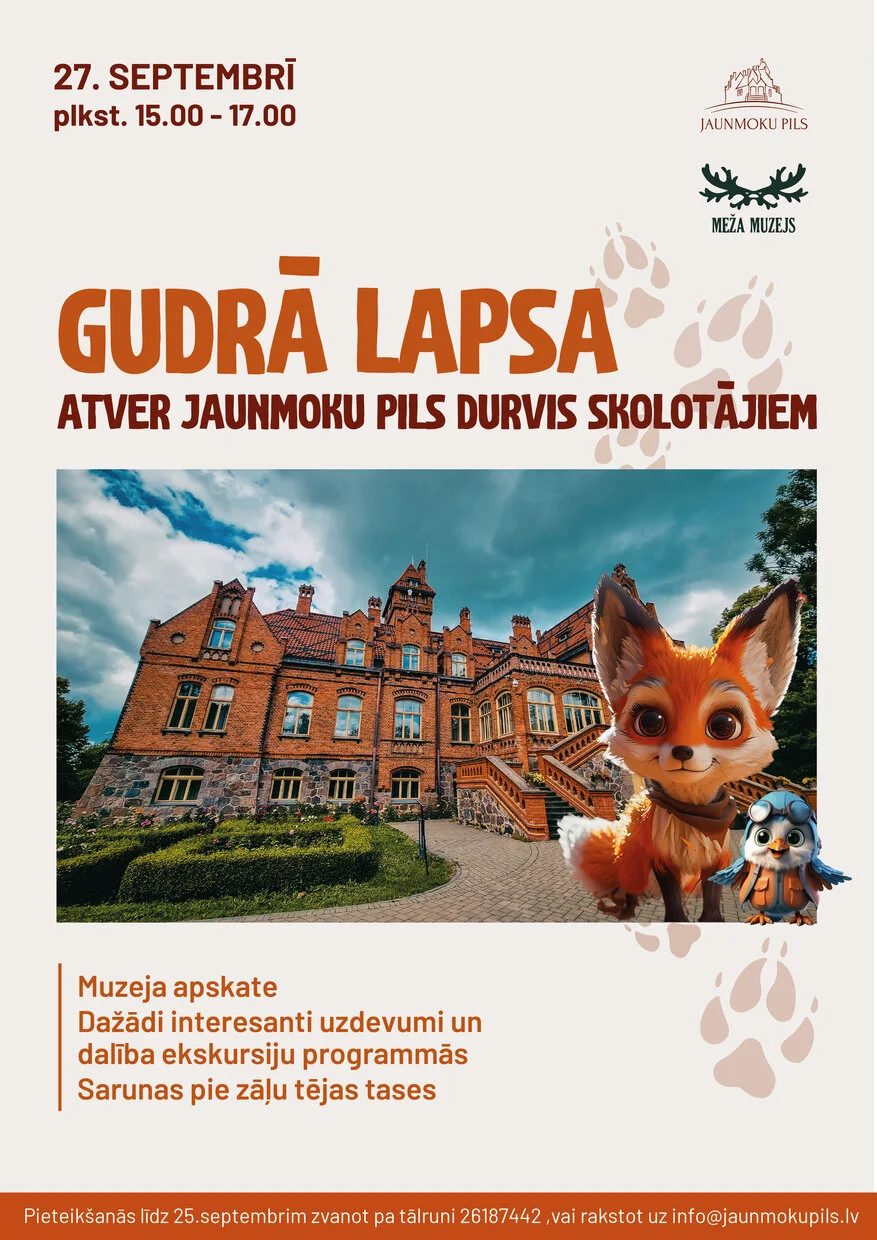 27. SEPTEMBRĪ
plkst. 15.00 - 17.00
JAUNMOKU PILS
MEŽA MUZEJS
GUDRĀ LAPSA
ATVER JAUNMOKU PILS DURVIS SKOLOTĀJIEM
Muzeja apskate
Dažādi interesanti uzdevumi un
dalība ekskursiju programmās
Sarunas pie zāļu tējas tases
Pieteikšanās līdz 25.septembrim zvanot pa tālruni 26187442 ,vai rakstot uz info@jaunmokupils.lv